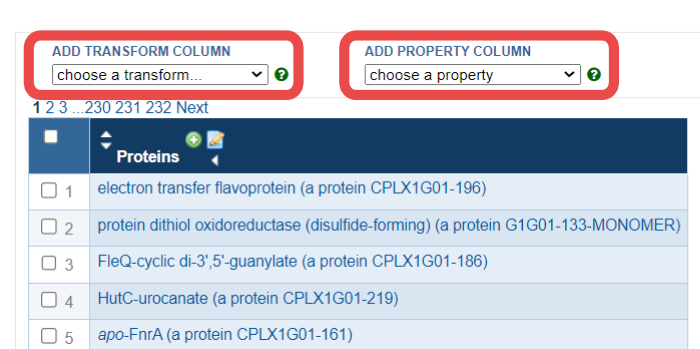 ADD TRANSFORM COLUMN
choose a transform...
ADD PROPERTY COLUMN
choose a property
1 2 3 ...230 231 232 Next
Proteins
1 electron transfer flavoprotein (a protein CPLX1G01-196)
2 protein dithiol oxidoreductase (disulfide-forming) (a protein G1G01-133-MONOMER)
3 FleQ-cyclic di-3',5'-guanylate (a protein CPLX1G01-186)
4 HutC-urocanate (a protein CPLX1G01-219)
5 apo-FnrA (a protein CPLX1G01-161)